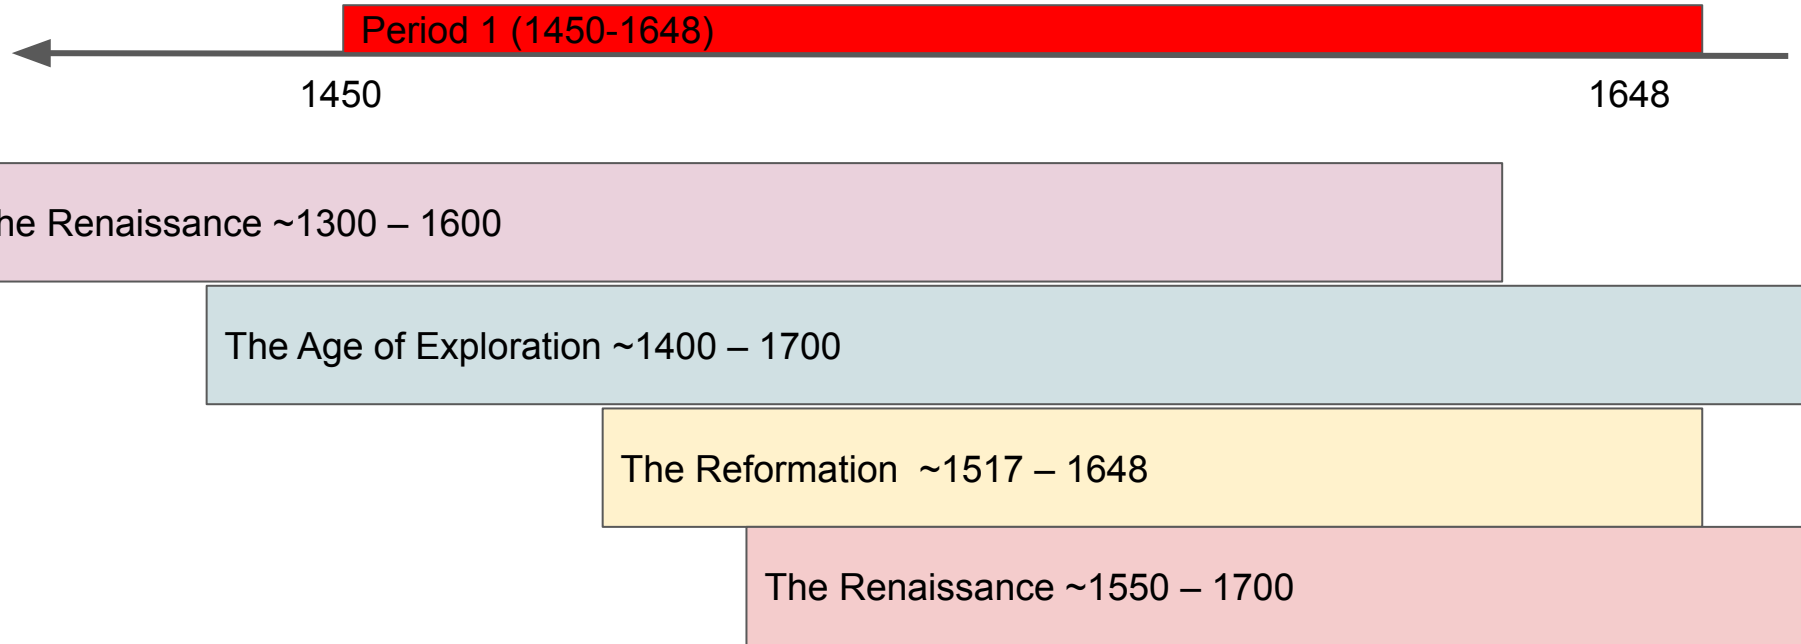 Period 1 (1450-1648)
1450 1648
he Renaissance ~1300 – 1600
The Age of Exploration ~1400 – 1700
The Reformation  ~1517 – 1648
The Renaissance ~1550 – 1700